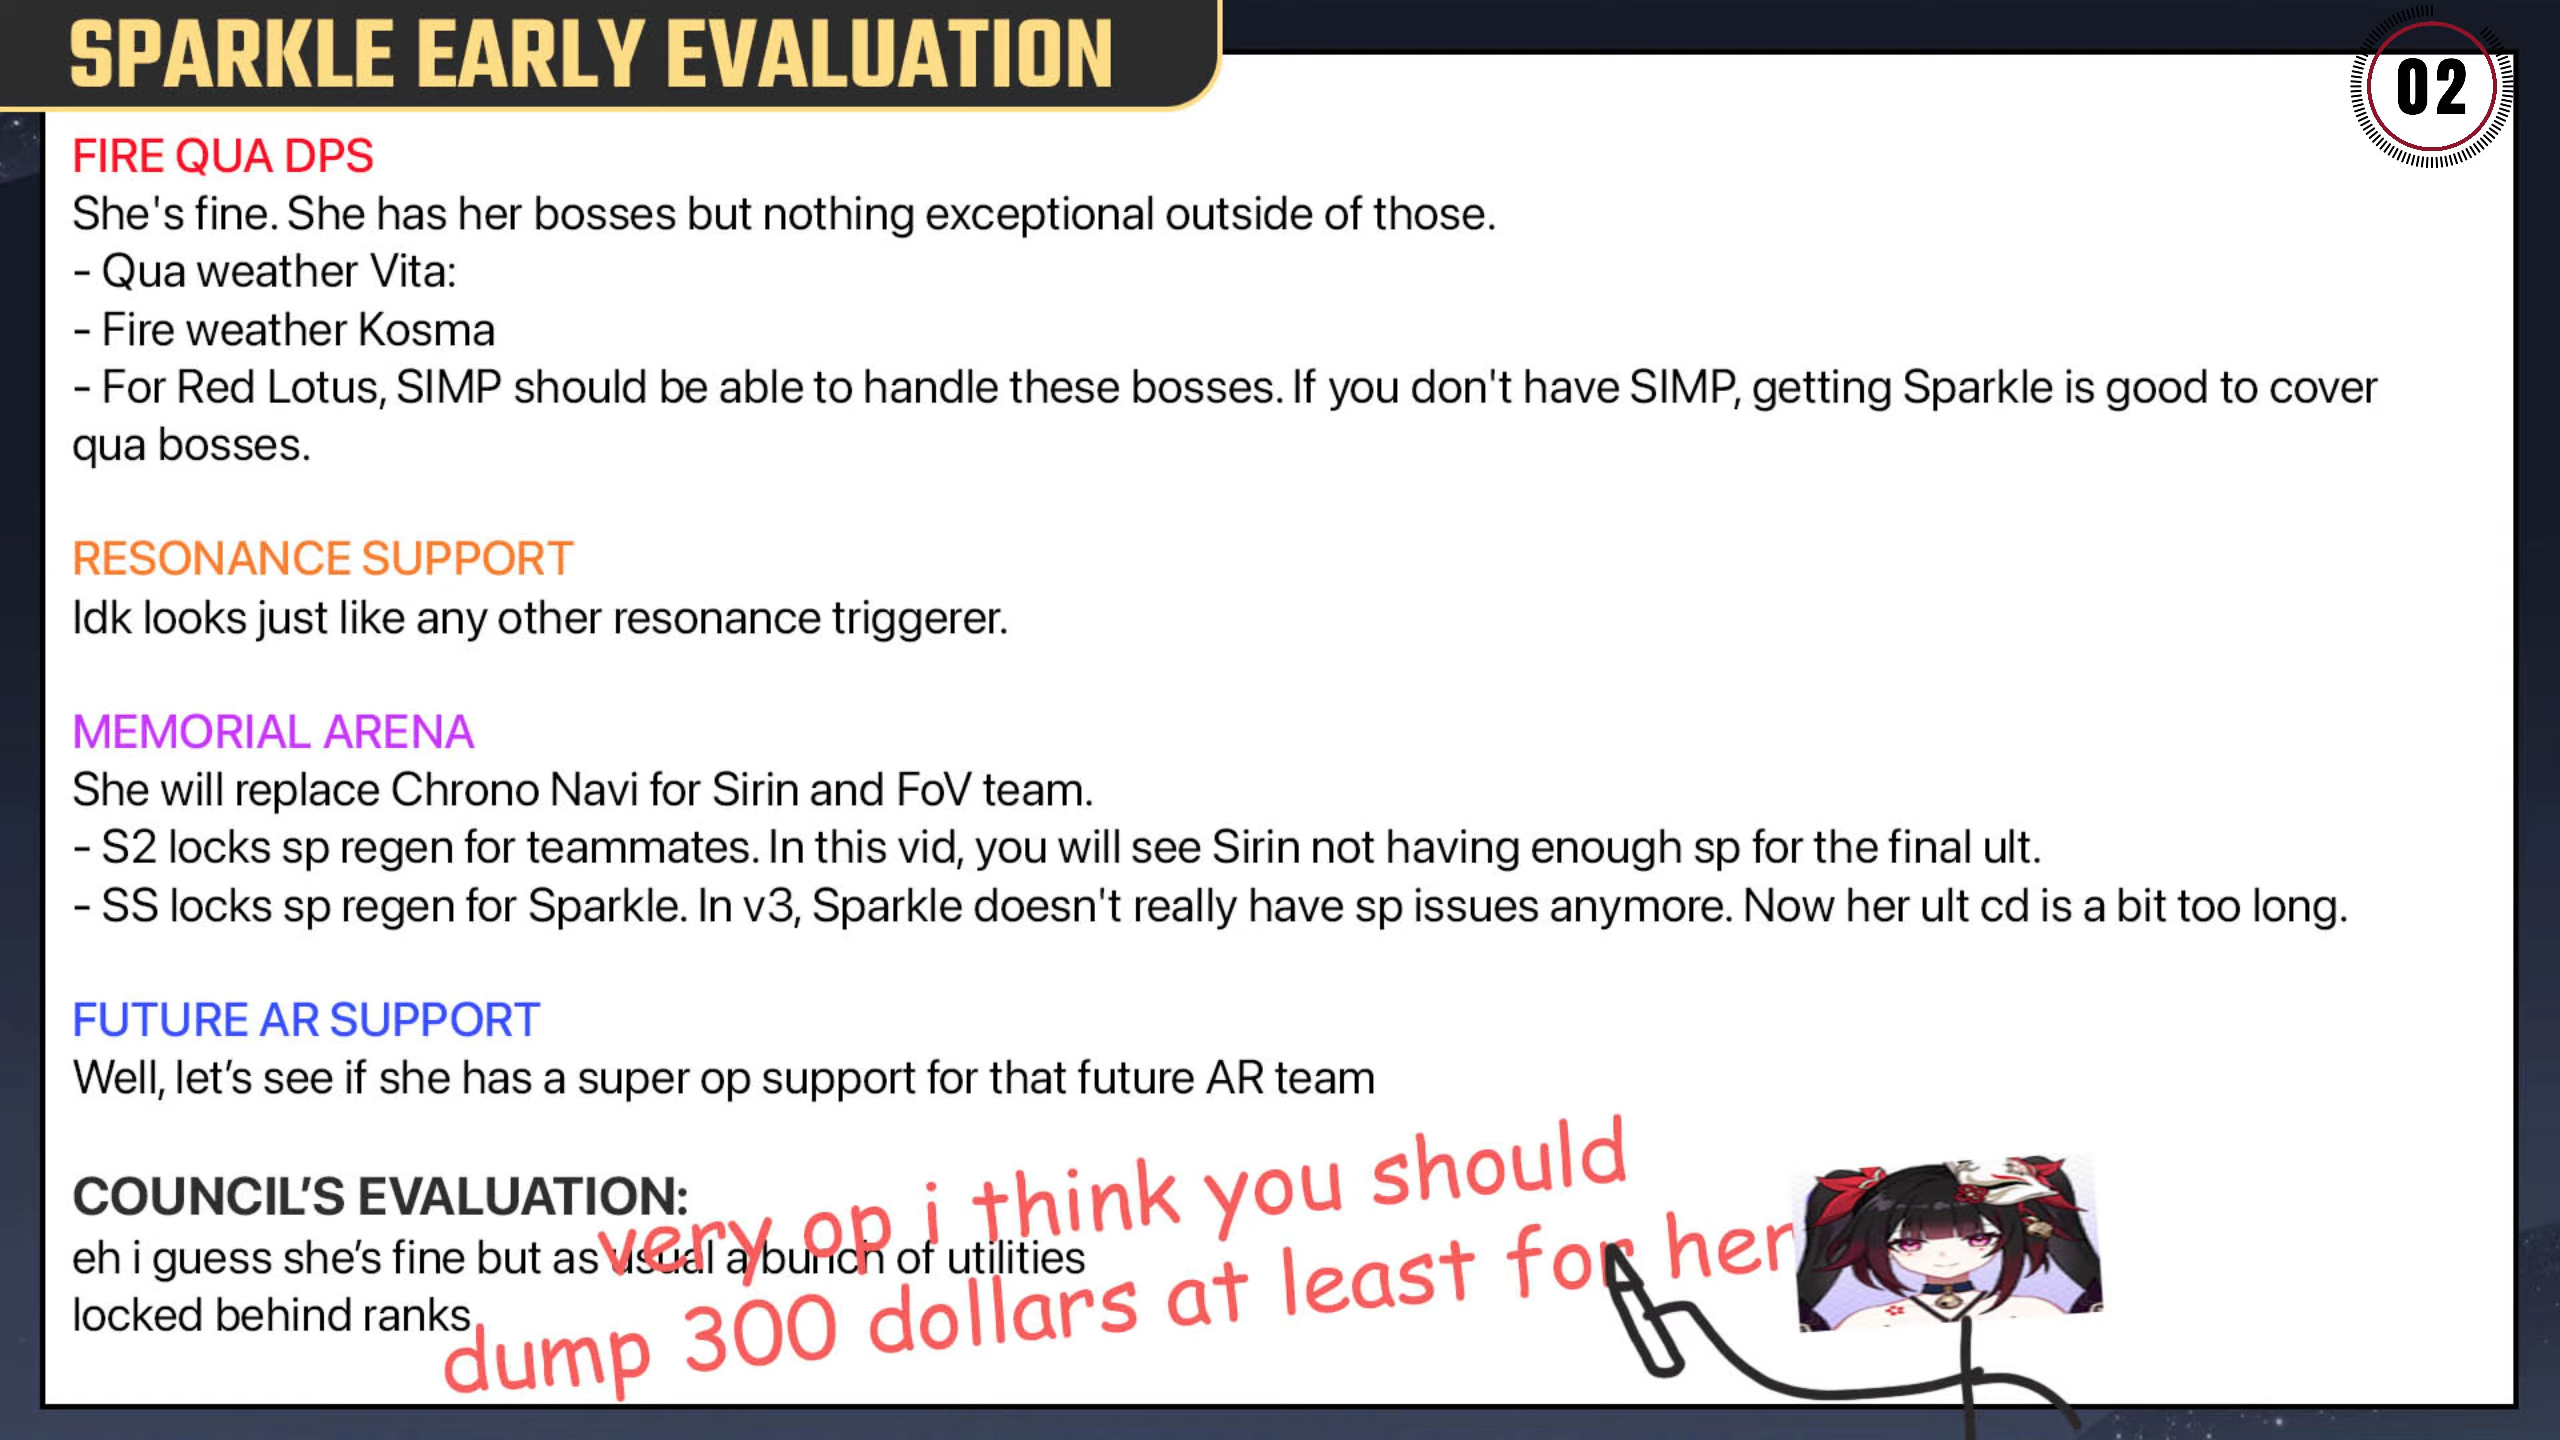 SPARKLE EARLY EVALUATION
02
FIRE QUA DPS
She's fine. She has her bosses but nothing exceptional outside of those.
- Qua weather Vita:
- Fire weather Kosma
- For Red Lotus, SIMP should be able to handle these bosses. If you don't have SIMP, getting Sparkle is good to cover
qua bosses.
RESONANCE SUPPORT
Idk looks just like any other resonance triggerer.
MEMORIAL ARENA
She will replace Chrono Navi for Sirin and FoV team.
- S2 locks sp regen for teammates. In this vid, you will see Sirin not having enough sp for the final ult.
- SS locks sp regen for Sparkle. In v3, Sparkle doesn't really have sp issues anymore. Now her ult cd is a bit too long.
FUTURE AR SUPPORT
Well, let’s see if she has a super op support for that future AR team
COUNCIL’S EVALUATION:
eh i guess she’s fine but as usual a bunch of utilities
locked behind ranks
very op i think you should
dump 300 dollars at least for her